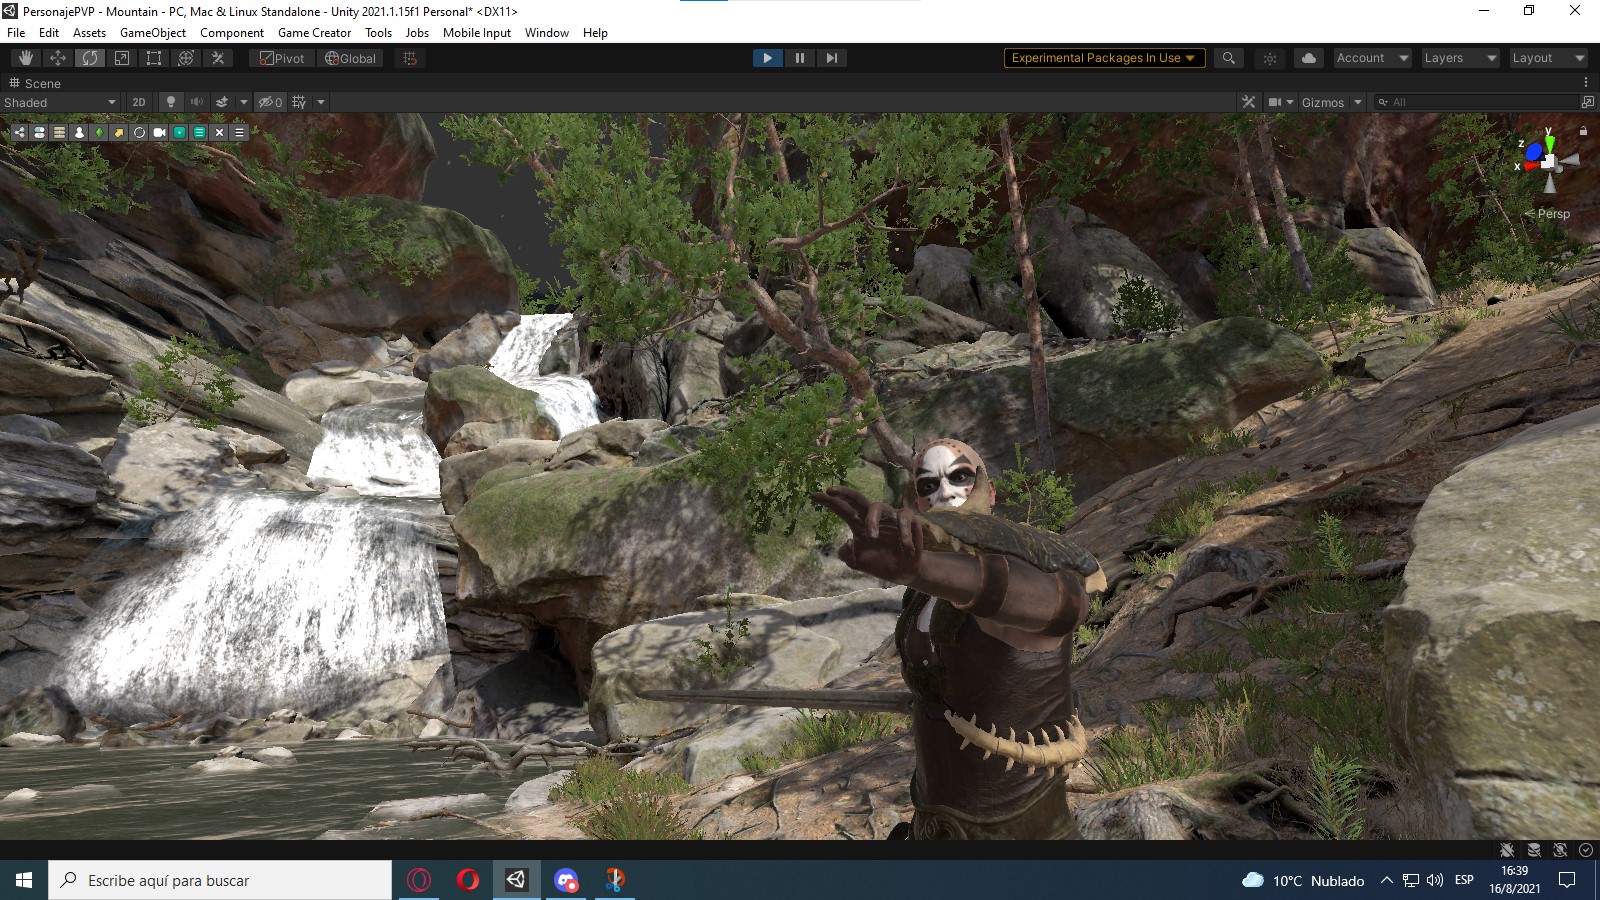 PersonajePVP - Mountain - PC, Mac & Linux Standalone - Unity 2021.1.15f1 Personal* <DX11>
File Edit Assets GameObject Component Game Creator Tools Jobs Mobile Input Window Help
Pivot Global Experimental Packages In Use Account Layers Layout
Scene
Shaded 2D 0 Gizmos All
y
z
x
Persp
Escribe aquí para buscar
10°C Nublado ESP
16:39
16/8/2021